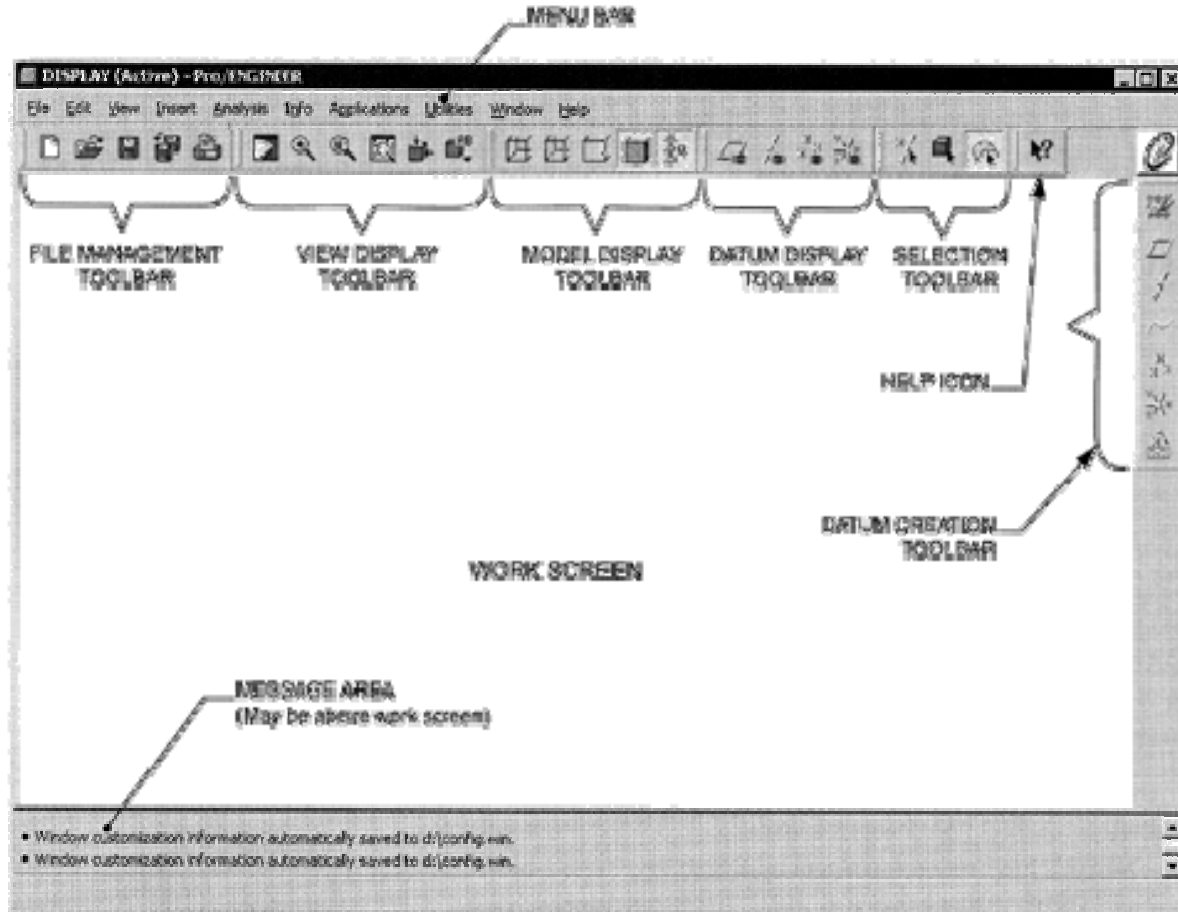 MENU BAR
DISPLAY (Active) - Pro/ENGINEER
File Edit View Insert Analysis Info Applications Utilities Window Help
FILE MANAGEMENT TOOLBAR
VIEW DISPLAY TOOLBAR
MODEL DISPLAY TOOLBAR
DATUM DISPLAY TOOLBAR
SELECTION TOOLBAR
HELP ICON
DATUM CREATION
TOOLBAR
WORK SCREEN
MESSAGE AREA
(May be above work screen)
• Window customization information automatically saved to d:\config.win.
• Window customization information automatically saved to d:\config.win.